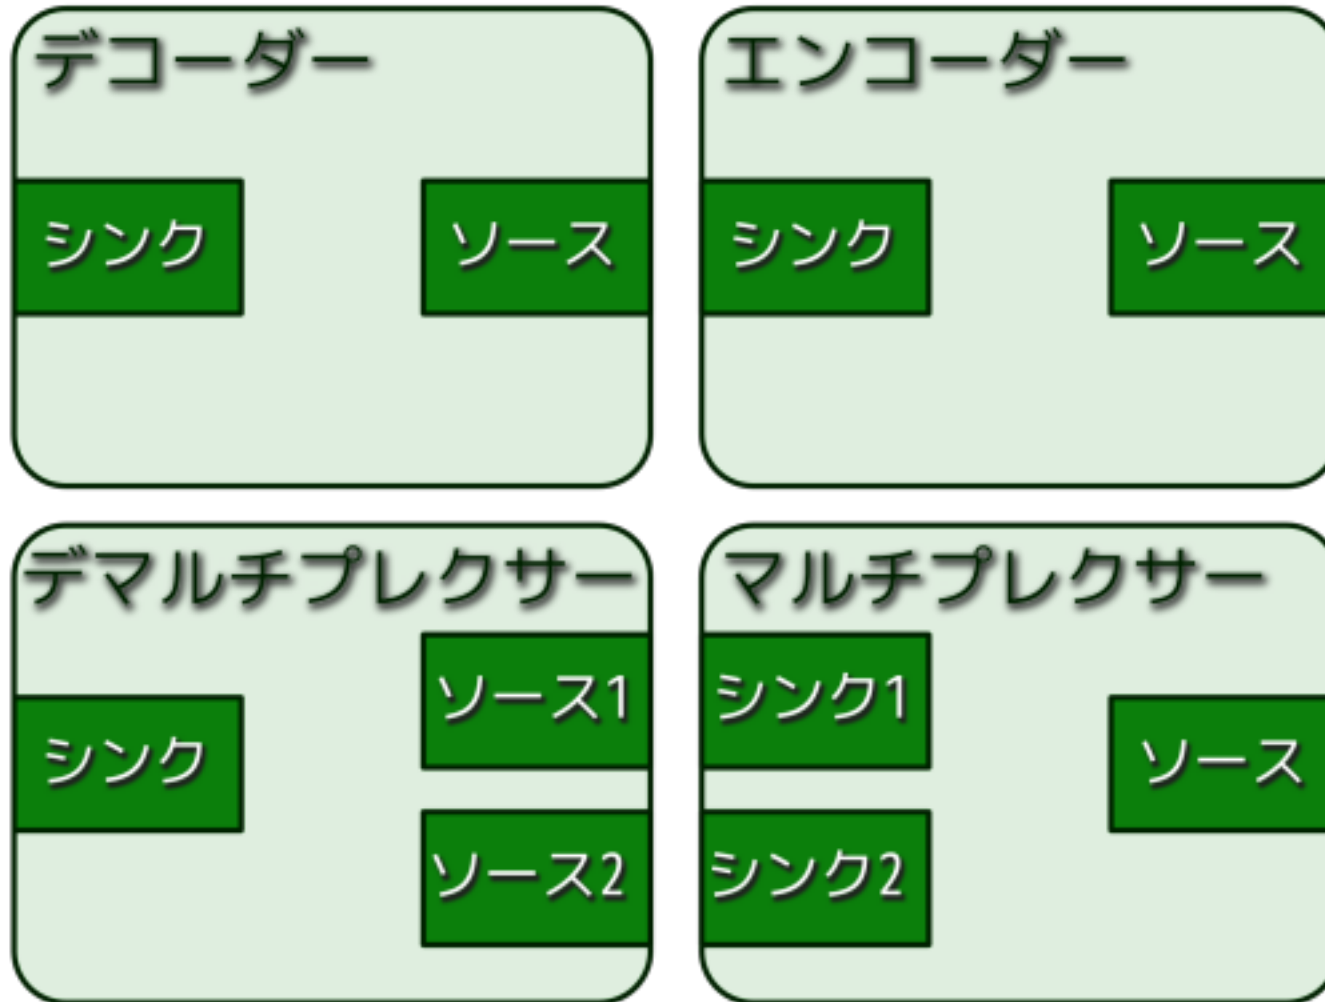 デコーダー
シンク
ソース
エンコーダー
シンク
ソース
デマルチプレクサー
シンク
ソース1
ソース2
マルチプレクサー
シンク1
シンク2
ソース